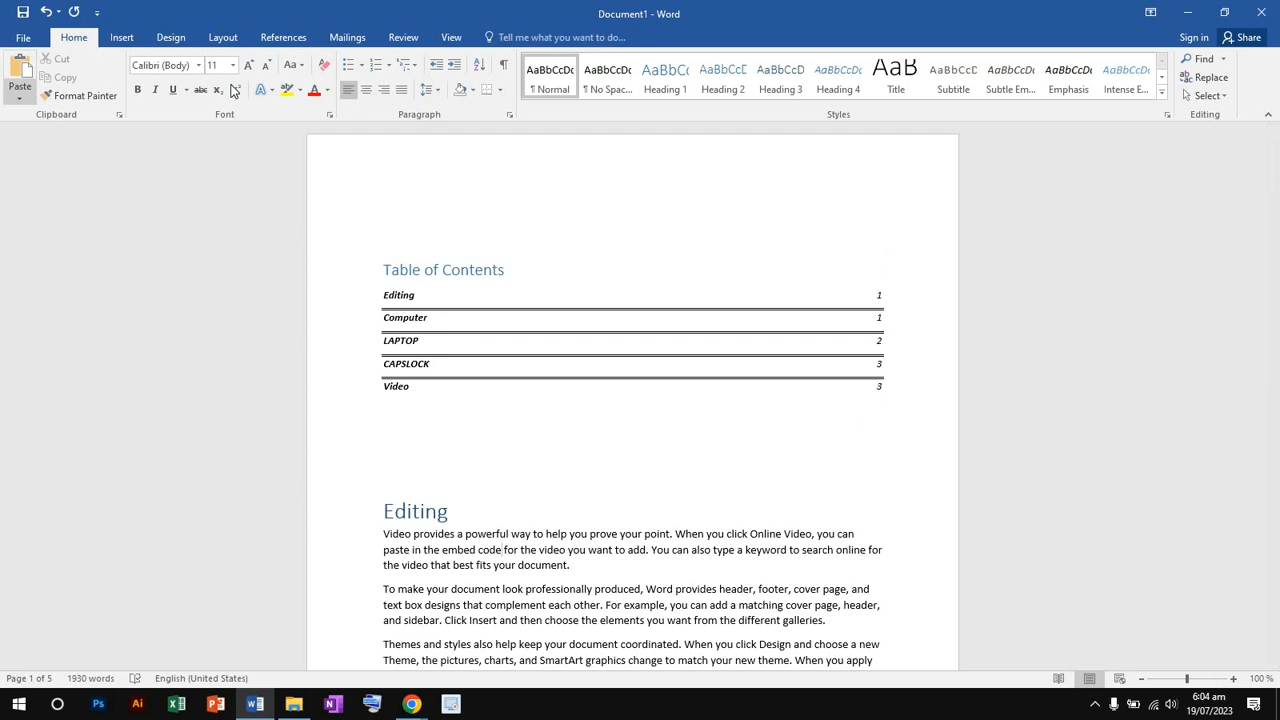 Document1 - Word
File Home Insert Design Layout References Mailings Review View Tell me what you want to do... Sign in Share
Paste
Cut
Copy
Format Painter
Calibri (Body) 11
Aa
AaBbCcDc AaBbCcDc AaBbCc AaBbCcC AaBbCcD AaBbCcD AaB AaBbCcD AaBbCcDi AaBbCcDi AaBbCcDi
¶ Normal ¶ No Spac... Heading 1 Heading 2 Heading 3 Heading 4 Title Subtitle Subtle Em... Emphasis Intense E...
Find
Replace
Select
Clipboard Font Paragraph Styles Editing
Table of Contents
Editing 1
Computer 1
LAPTOP 2
CAPSLOCK 3
Video 3
Editing
Video provides a powerful way to help you prove your point. When you click Online Video, you can
paste in the embed code for the video you want to add. You can also type a keyword to search online for
the video that best fits your document.
To make your document look professionally produced, Word provides header, footer, cover page, and
text box designs that complement each other. For example, you can add a matching cover page, header,
and sidebar. Click Insert and then choose the elements you want from the different galleries.
Themes and styles also help keep your document coordinated. When you click Design and choose a new
Theme, the pictures, charts, and SmartArt graphics change to match your new theme. When you apply
Page 1 of 5 1930 words English (United States) 100 %
6:04 am
19/07/2023